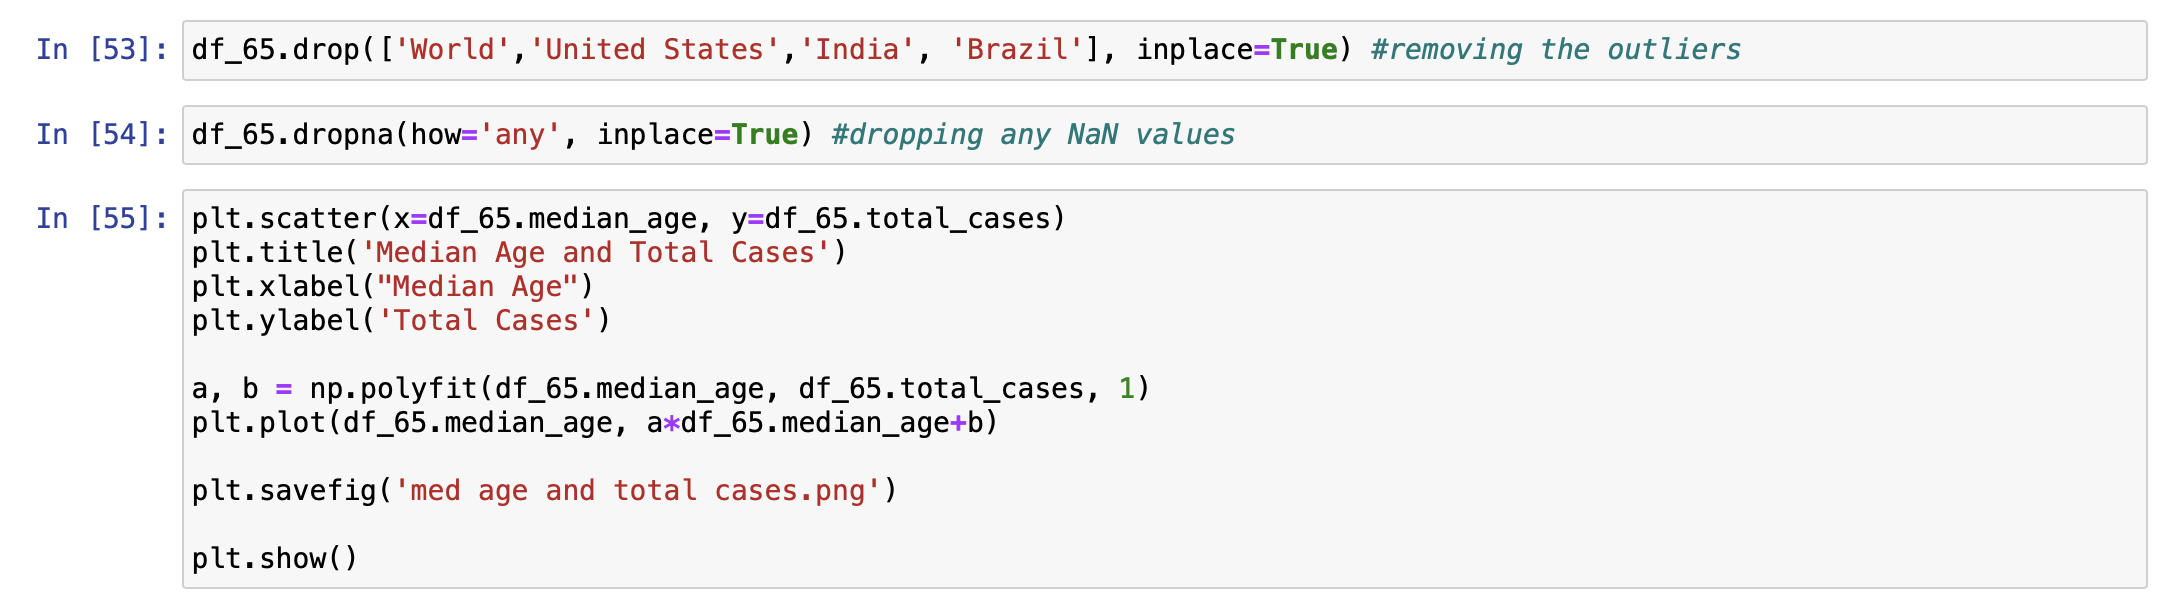 In [53]: df_65.drop(['World','United States','India', 'Brazil'], inplace=True) #removing the outliers
In [54]: df_65.dropna(how='any', inplace=True) #dropping any NaN values
In [55]: plt.scatter(x=df_65.median_age, y=df_65.total_cases)
plt.title('Median Age and Total Cases')
plt.xlabel("Median Age")
plt.ylabel('Total Cases')
a, b = np.polyfit(df_65.median_age, df_65.total_cases, 1)
plt.plot(df_65.median_age, a*df_65.median_age+b)
plt.savefig('med age and total cases.png')
plt.show()